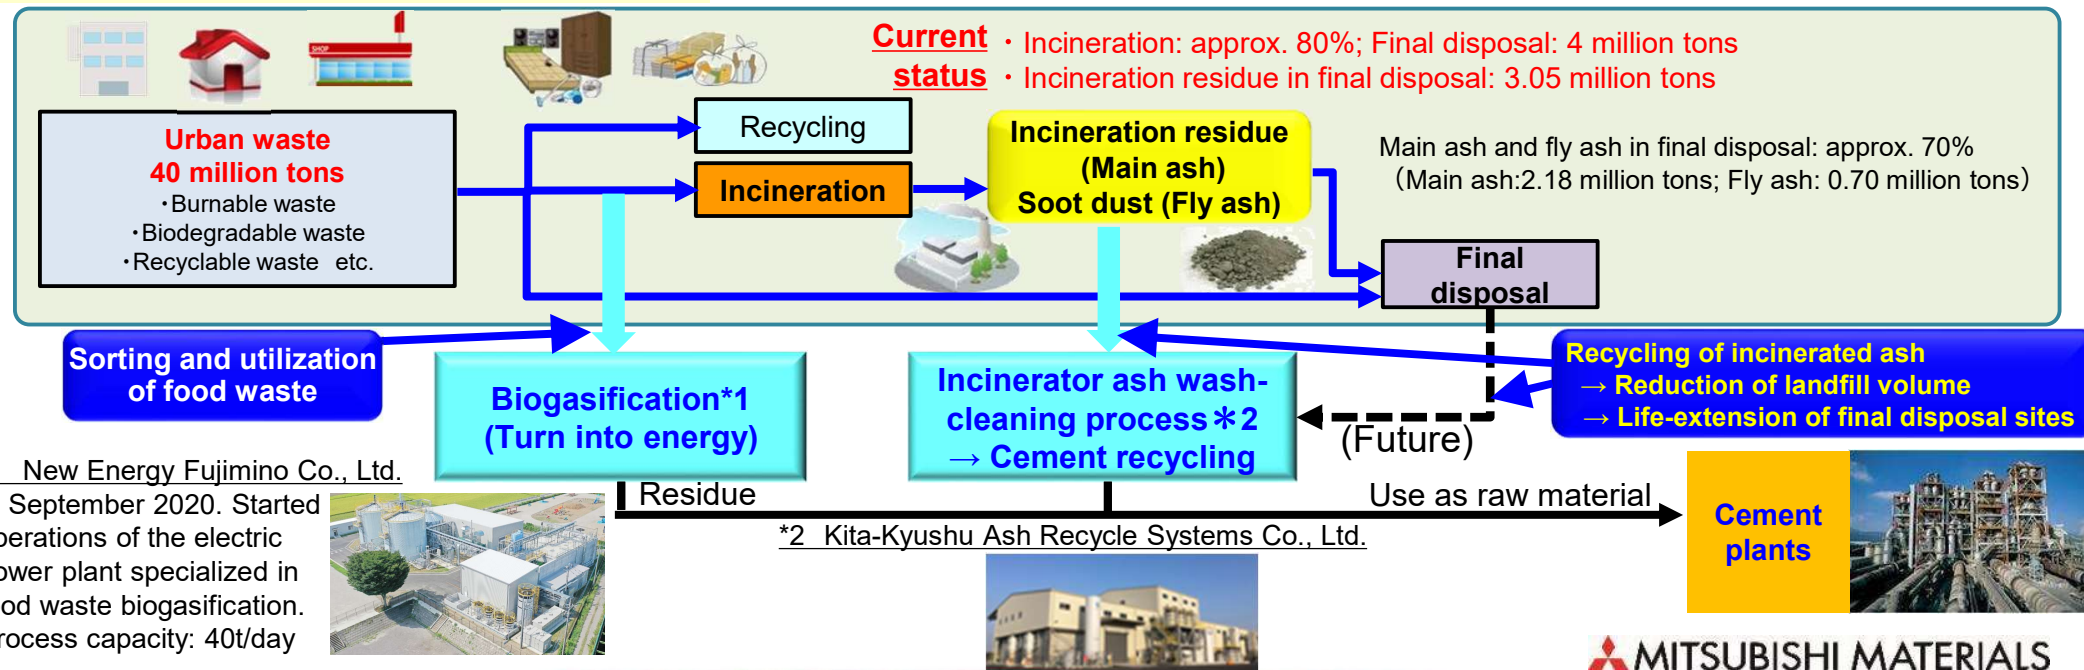 SHOP
Current
status
・Incineration: approx. 80%; Final disposal: 4 million tons
・Incineration residue in final disposal: 3.05 million tons
Urban waste
40 million tons
・Burnable waste
・Biodegradable waste
・Recyclable waste etc.
Recycling
Incineration
Incineration residue
(Main ash)
Soot dust (Fly ash)
Main ash and fly ash in final disposal: approx. 70%
（Main ash:2.18 million tons; Fly ash: 0.70 million tons）
Final
disposal
Sorting and utilization
of food waste
Biogasification*1
(Turn into energy)
Incinerator ash wash-
cleaning process＊2
→ Cement recycling
(Future)
Recycling of incinerated ash
→ Reduction of landfill volume
→ Life-extension of final disposal sites
New Energy Fujimino Co., Ltd.
September 2020. Started
perations of the electric
ower plant specialized in
od waste biogasification.
rocess capacity: 40t/day
Residue
Use as raw material
*2 Kita-Kyushu Ash Recycle Systems Co., Ltd.
Cement
plants
MITSUBISHI MATERIALS